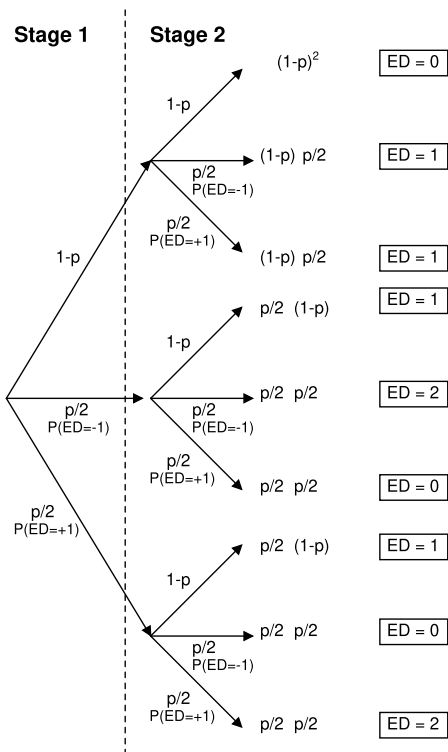 Stage 1 Stage 2
(1-p)² ED = 0
1-p
(1-p) p/2 ED = 1
p/2
P(ED=-1)
p/2
P(ED=+1)
1-p
(1-p) p/2 ED = 1
p/2 (1-p) ED = 1
1-p
p/2 p/2 ED = 2
p/2
P(ED=-1)
p/2
P(ED=-1)
p/2
P(ED=+1)
p/2 p/2 ED = 0
p/2
P(ED=+1)
p/2 (1-p) ED = 1
1-p
p/2 p/2 ED = 0
p/2
P(ED=-1)
p/2
P(ED=+1)
p/2 p/2 ED = 2